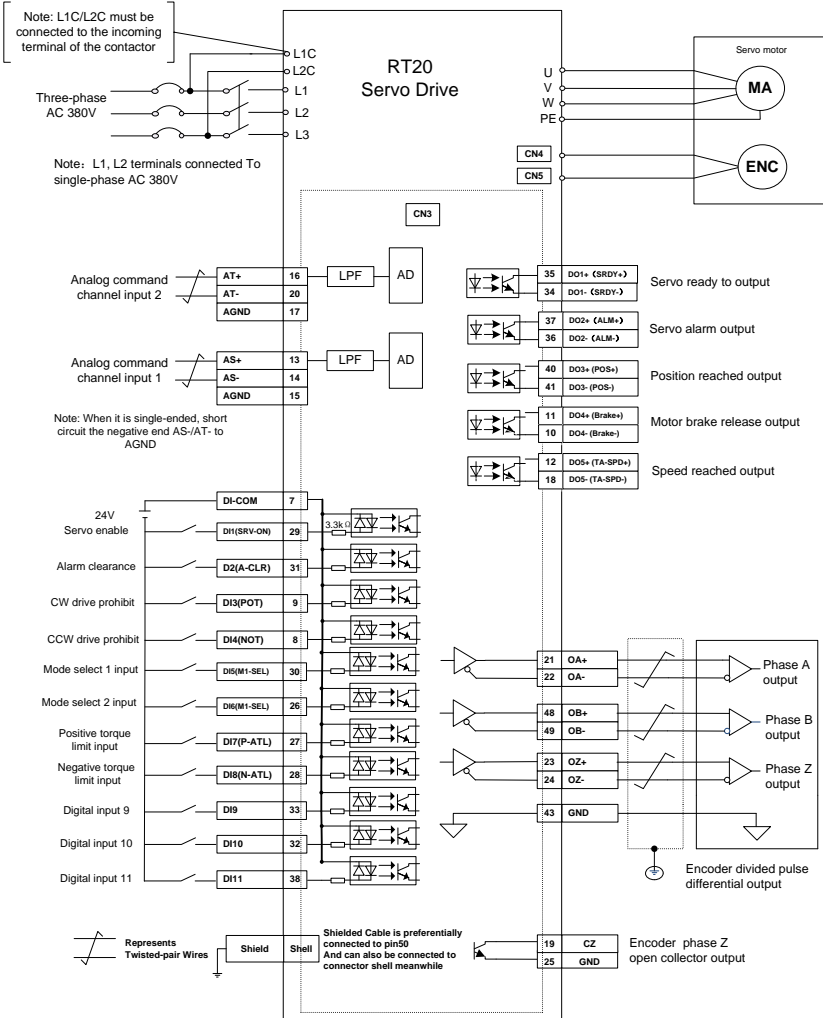 Note: L1C/L2C must be
connected to the incoming
terminal of the contactor
RT20
Servo Drive
L1C
L2C
L1
L2
L3
Three-phase
AC 380V
Note: L1, L2 terminals connected To
single-phase AC 380V
U
V
W
PE
Servo motor
MA
CN4
CN5
ENC
CN3
Analog command
channel input 2
AT+ 16
AT- 20
AGND 17
LPF
AD
Analog command
channel input 1
AS+ 13
AS- 14
AGND 15
LPF
AD
Note: When it is single-ended, short
circuit the negative end AS-/AT- to
AGND
35 DO1+ (SRDY+)
34 DO1- (SRDY-)
Servo ready to output
37 DO2+ (ALM+)
36 DO2- (ALM-)
Servo alarm output
40 DO3+ (POS+)
41 DO3- (POS-)
Position reached output
11 DO4+ (Brake+)
10 DO4- (Brake-)
Motor brake release output
12 DO5+ (TA-SPD+)
18 DO5- (TA-SPD-)
Speed reached output
24V
DI-COM 7
Servo enable DI1(SRV-ON) 29 3.3kΩ
Alarm clearance D2(A-CLR) 31
CW drive prohibit DI3(POT) 9
CCW drive prohibit DI4(NOT) 8
Mode select 1 input DI5(M1-SEL) 30
Mode select 2 input DI6(M1-SEL) 26
Positive torque
limit input
DI7(P-ATL) 27
Negative torque
limit input
DI8(N-ATL) 28
Digital input 9 DI9 33
Digital input 10 DI10 32
Digital input 11 DI11 38
21 OA+
22 OA-
Phase A
output
48 OB+
49 OB-
Phase B
output
23 OZ+
24 OZ-
Phase Z
output
43 GND
Encoder divided pulse
differential output
Represents
Twisted-pair Wires
Shield Shell
Shielded Cable is preferentially
connected to pin50
And can also be connected to
connector shell meanwhile
19 CZ
25 GND
Encoder phase Z
open collector output